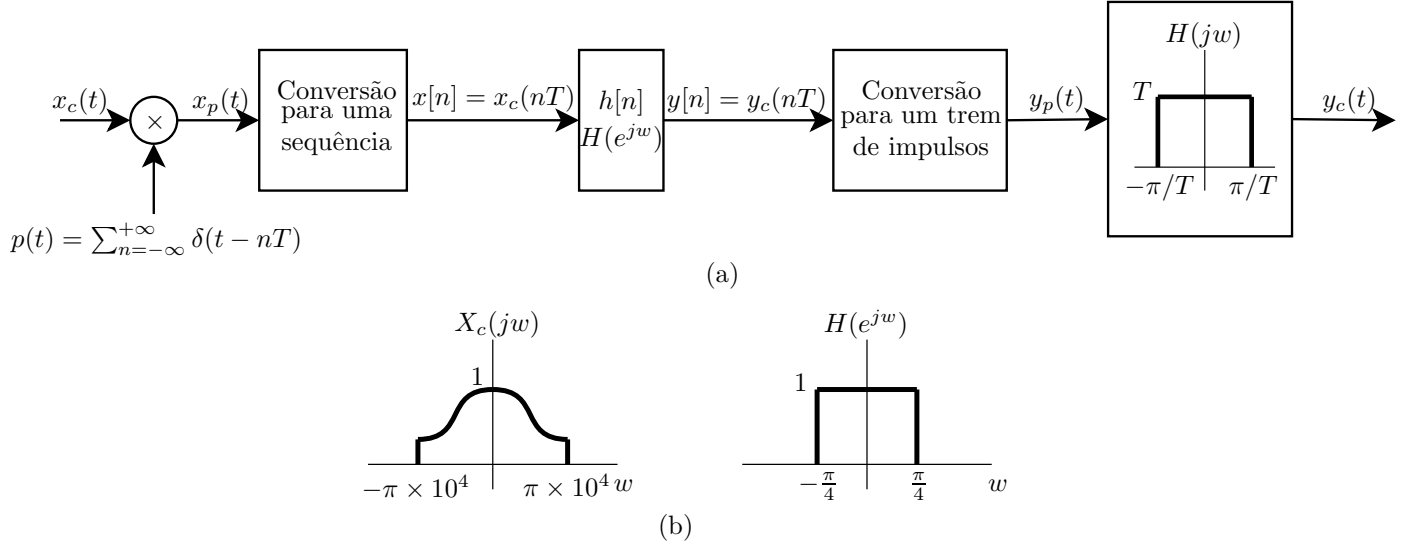 x_c(t)
×
p(t) = ∑_{n=-∞}^{+∞} δ(t − nT)
x_p(t)
Conversão
para uma
sequência
x[n] = x_c(nT)
h[n]
H(e^{jw})
y[n] = y_c(nT)
Conversão
para um trem
de impulsos
y_p(t)
H(jw)
T
−π/T
π/T
y_c(t)
(a)
X_c(jw)
1
−π × 10^4
π × 10^4
w
H(e^{jw})
1
−π/4
π/4
w
(b)